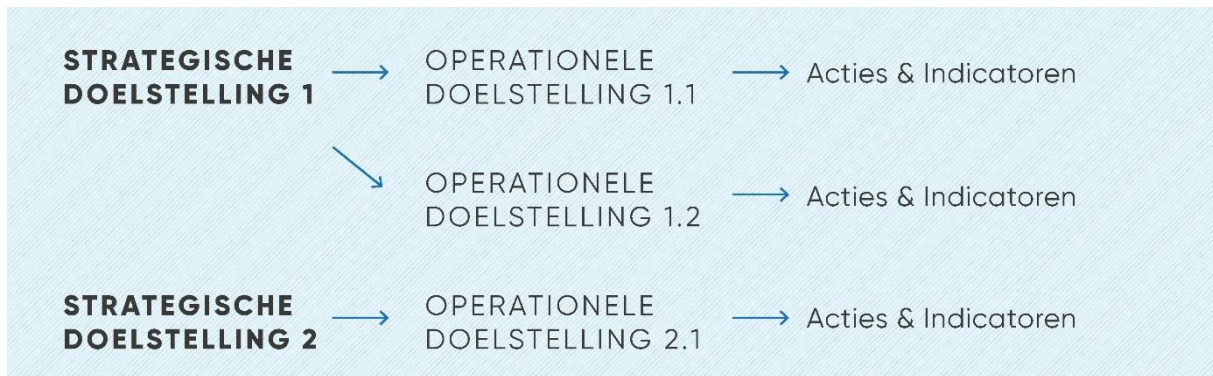 STRATEGISCHE
DOELSTELLING 1
OPERATIONELE
DOELSTELLING 1.1
Acties & Indicatoren
OPERATIONELE
DOELSTELLING 1.2
Acties & Indicatoren
STRATEGISCHE
DOELSTELLING 2
OPERATIONELE
DOELSTELLING 2.1
Acties & Indicatoren